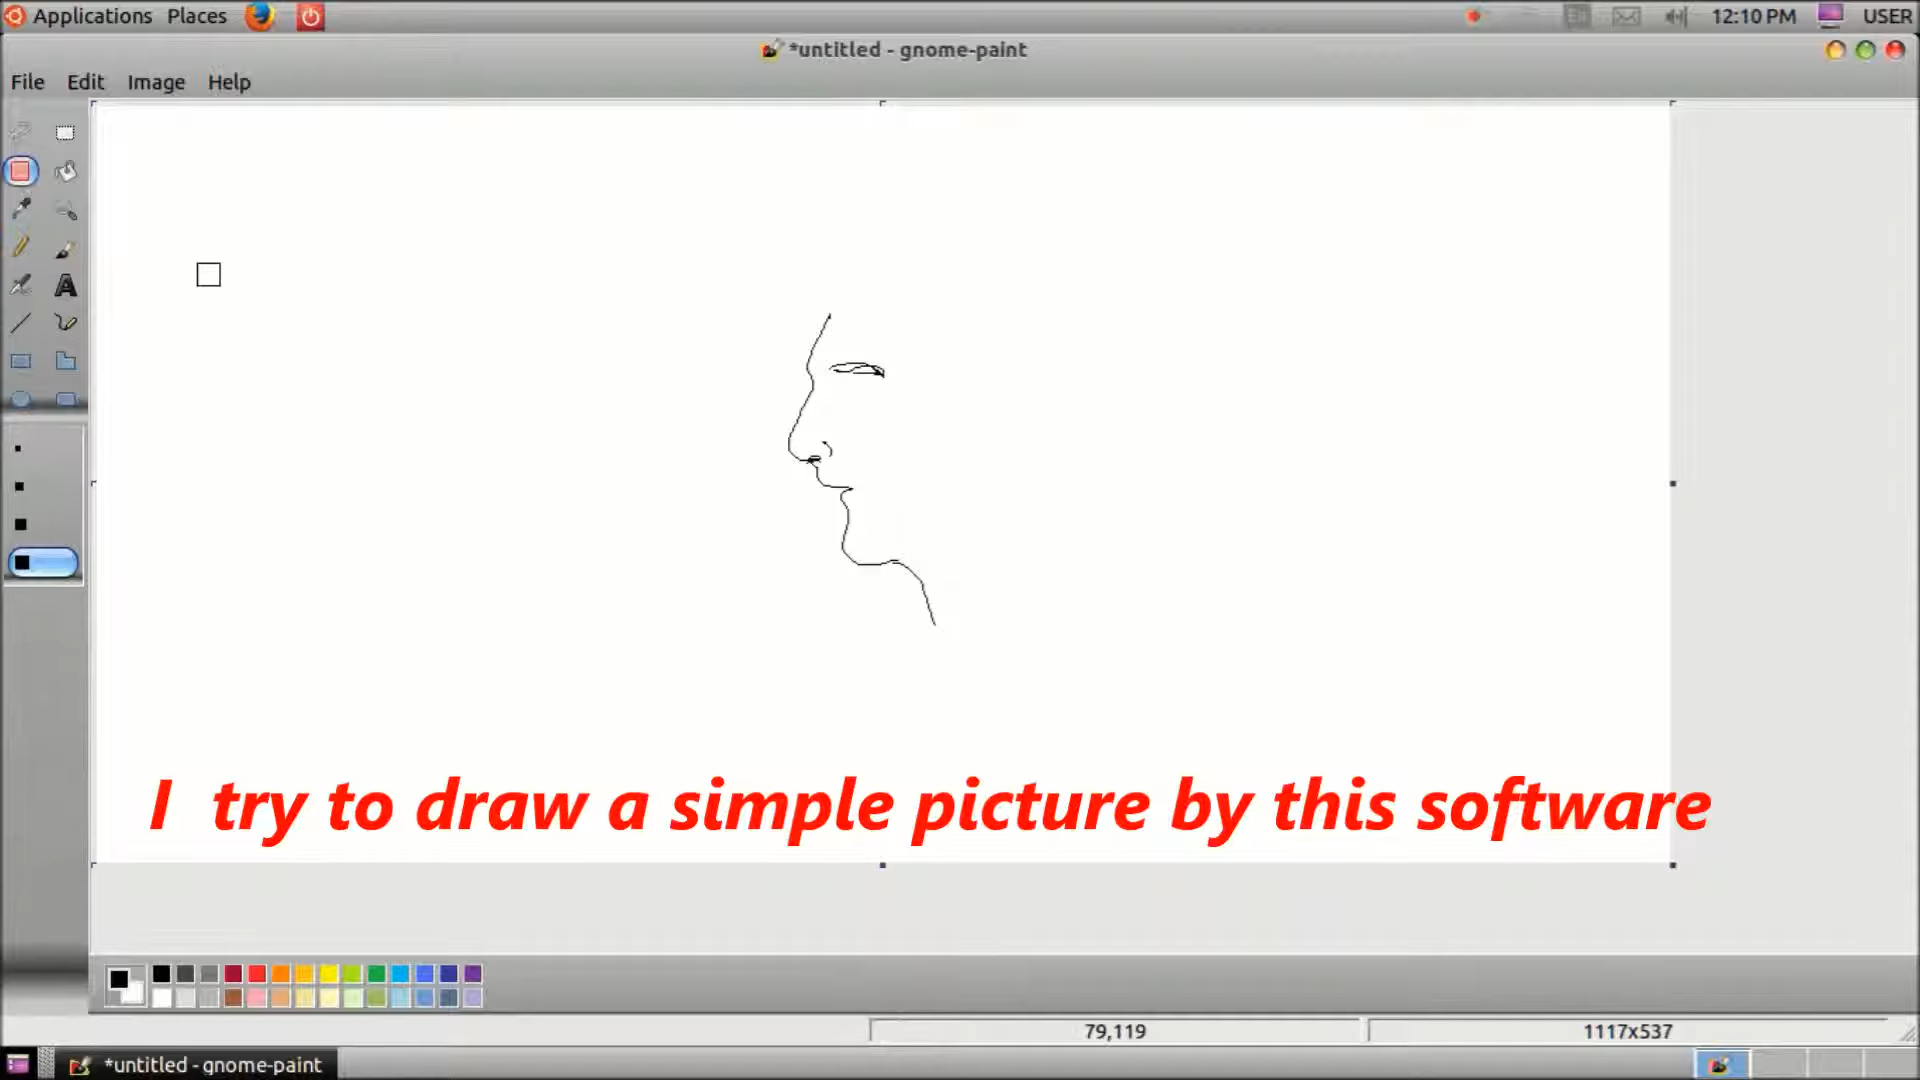 Applications Places 12:10 PM USER
*untitled - gnome-paint
File Edit Image Help
A
I try to draw a simple picture by this software
79,119 1117x537
*untitled - gnome-paint